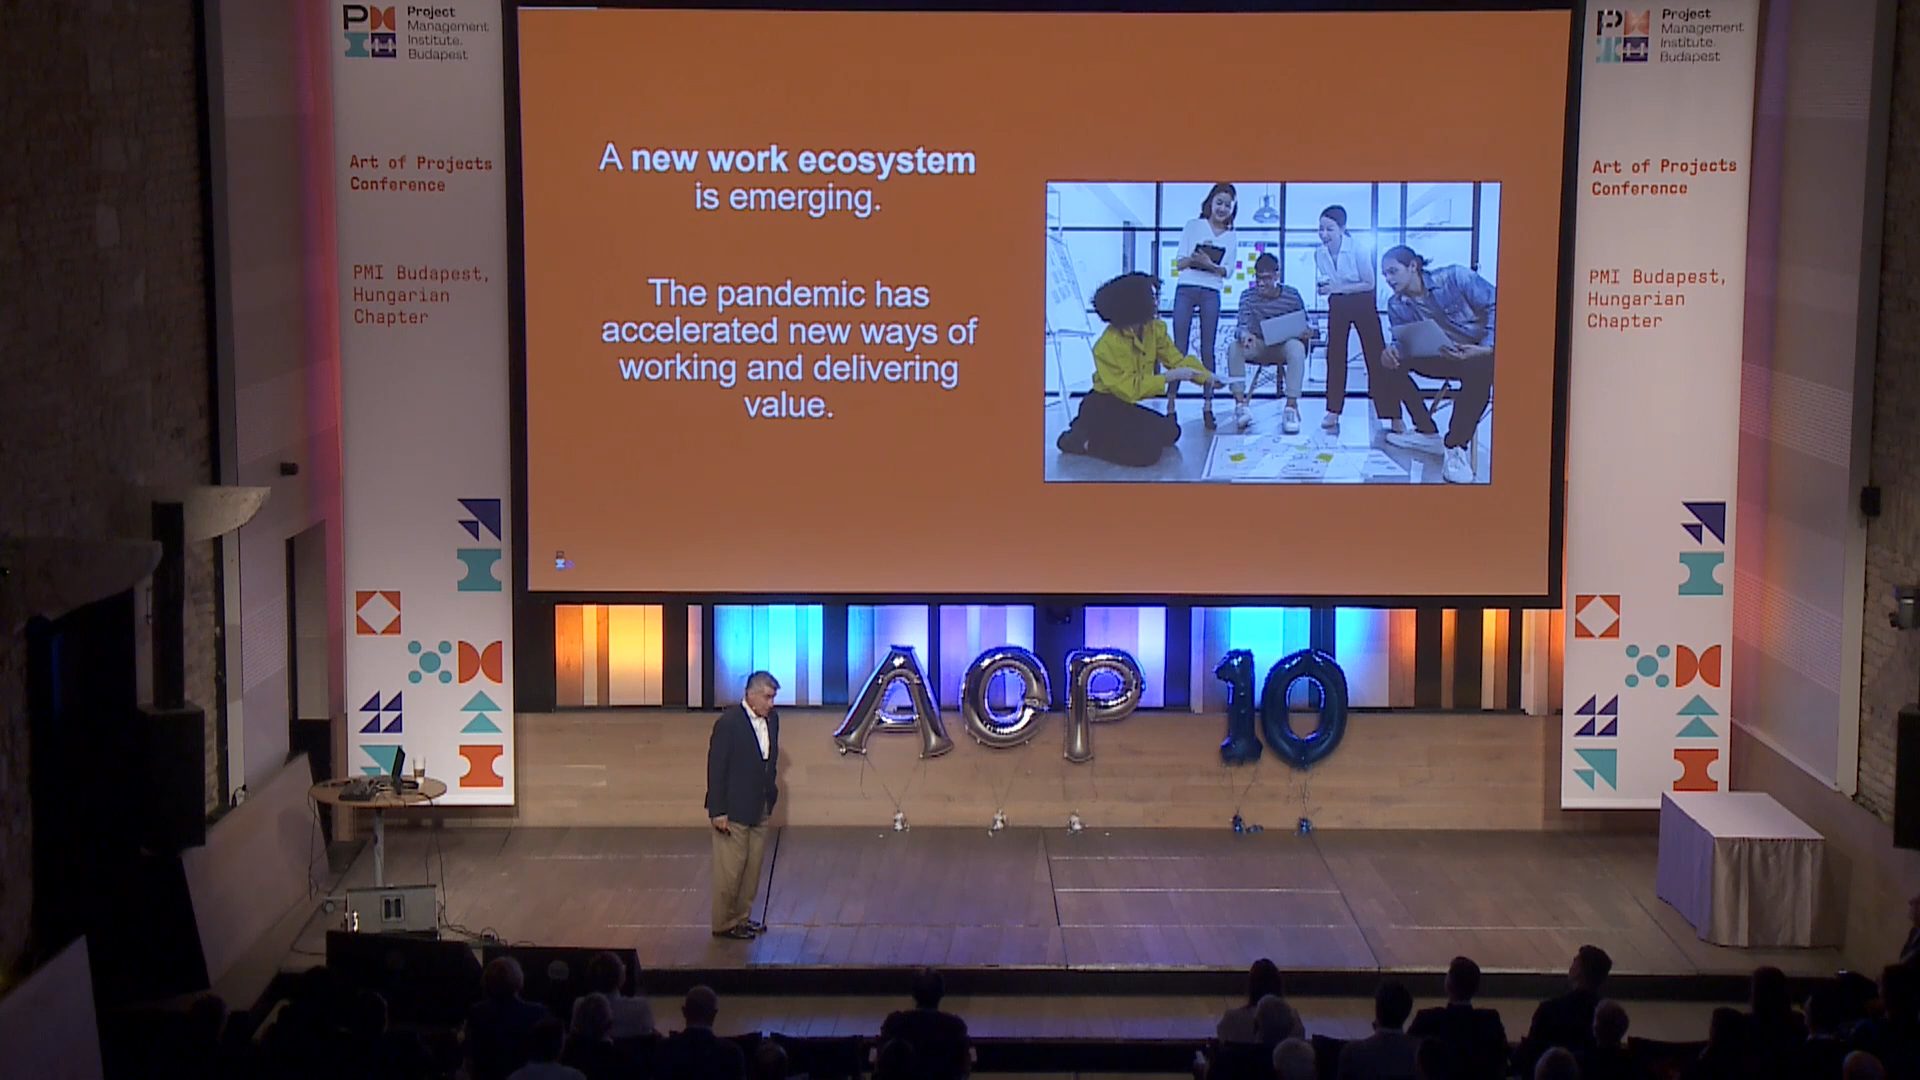 Project
Management
Institute.
Budapest
Art of Projects
Conference
PMI Budapest,
Hungarian
Chapter
A new work ecosystem
is emerging.
The pandemic has
accelerated new ways of
working and delivering
value.
AOP 10
Project
Management
Institute.
Budapest
Art of Projects
Conference
PMI Budapest,
Hungarian
Chapter